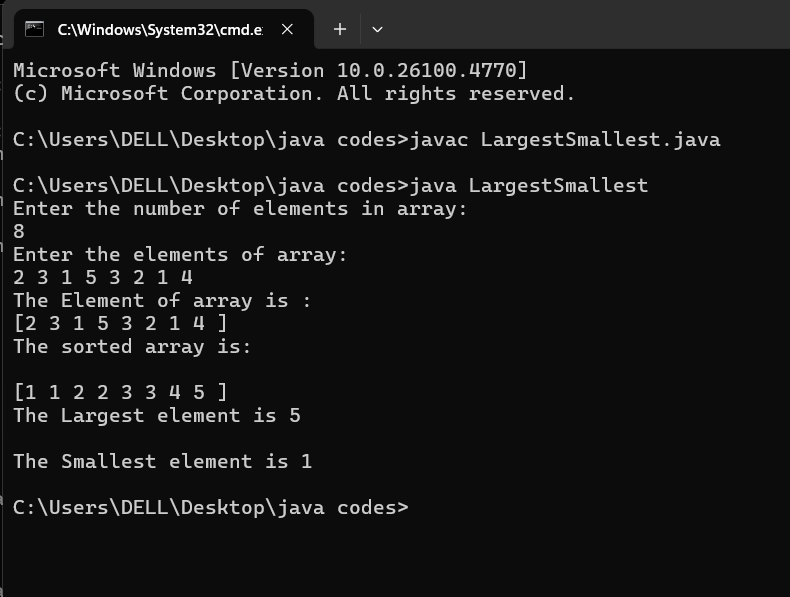 C:\Windows\System32\cmd.e
Microsoft Windows [Version 10.0.26100.4770]
(c) Microsoft Corporation. All rights reserved.
C:\Users\DELL\Desktop\java codes>javac LargestSmallest.java
C:\Users\DELL\Desktop\java codes>java LargestSmallest
Enter the number of elements in array:
8
Enter the elements of array:
2 3 1 5 3 2 1 4
The Element of array is :
[2 3 1 5 3 2 1 4 ]
The sorted array is:
[1 1 2 2 3 3 4 5 ]
The Largest element is 5
The Smallest element is 1
C:\Users\DELL\Desktop\java codes>